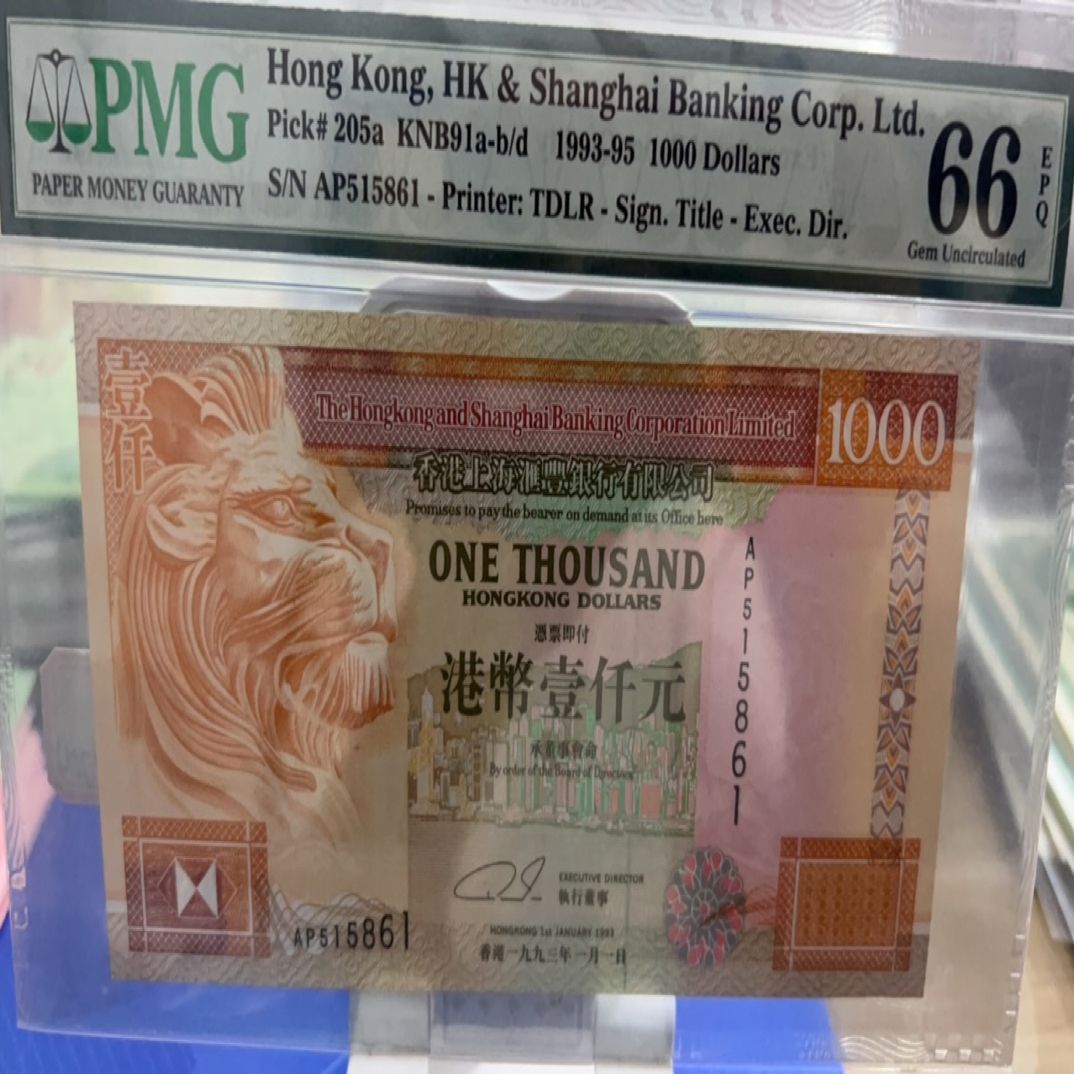 PMG
PAPER MONEY GUARANTY
Hong Kong, HK & Shanghai Banking Corp. Ltd.
Pick# 205a KNB91a-b/d 1993-95 1000 Dollars
S/N AP515861 - Printer: TDLR - Sign. Title - Exec. Dir.
66
EPQ
Gem Uncirculated
壹仟
The Hongkong and Shanghai Banking Corporation Limited
1000
香港上海滙豐銀行有限公司
Promises to pay the bearer on demand at its Office here
ONE THOUSAND
HONGKONG DOLLARS
憑票即付
港幣壹仟元
AP515861
承董事會命
By order of the Board of Directors
EXECUTIVE DIRECTOR
執行董事
HONGKONG 1st JANUARY 1993
香港一九九三年一月一日
AP515861